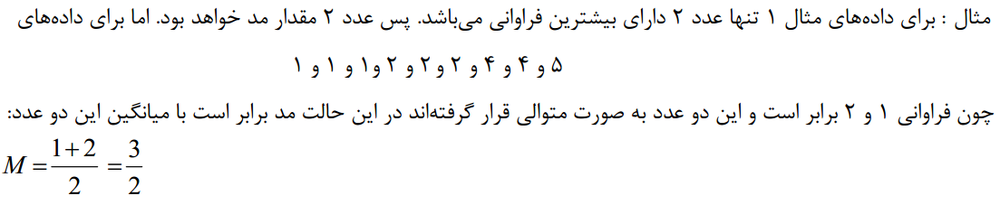 مثال : برای داده‌های مثال ۱ تنها عدد ۲ دارای بیشترین فراوانی می‌باشد. پس عدد ۲ مقدار مد خواهد بود. اما برای داده‌های
۵ و ۴ و ۴ و ۲ و ۲ و ۲ و ۱ و ۱ و ۱
چون فراوانی ۱ و ۲ برابر است و این دو عدد به صورت متوالی قرار گرفته‌اند در این حالت مد برابر است با میانگین این دو عدد:
M = \frac{1+2}{2} = \frac{3}{2}